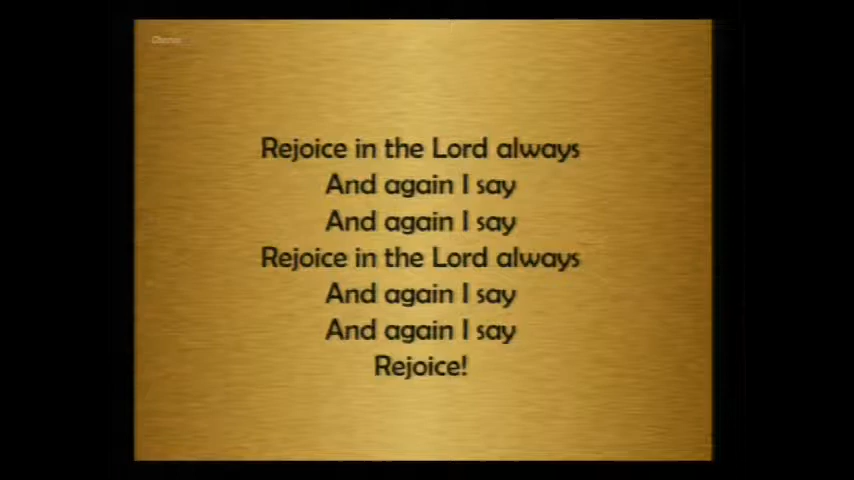 Chorus
Rejoice in the Lord always
And again I say
And again I say
Rejoice in the Lord always
And again I say
And again I say
Rejoice!